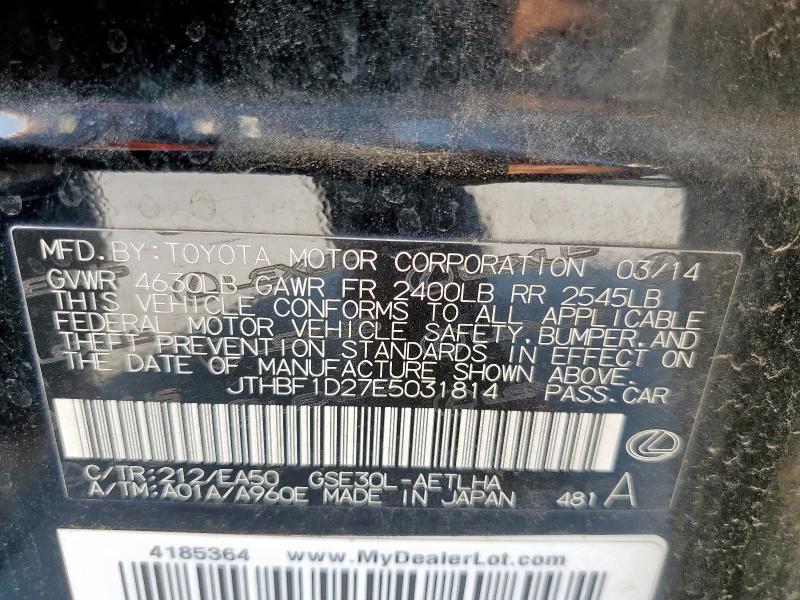 MFD. BY: TOYOTA MOTOR CORPORATION 03/14
GVWR 4630LB GAWR FR 2400LB RR 2545LB
THIS VEHICLE CONFORMS TO ALL APPLICABLE
FEDERAL MOTOR VEHICLE SAFETY, BUMPER, AND
THEFT PREVENTION STANDARDS IN EFFECT ON
THE DATE OF MANUFACTURE SHOWN ABOVE.
JTHBF1D27E5031814 PASS. CAR
C/TR: 212/EA50 GSE30L-AETLHA
A/TM: A01A/A960E MADE IN JAPAN 481 A
4185364 www.MyDealerLot.com